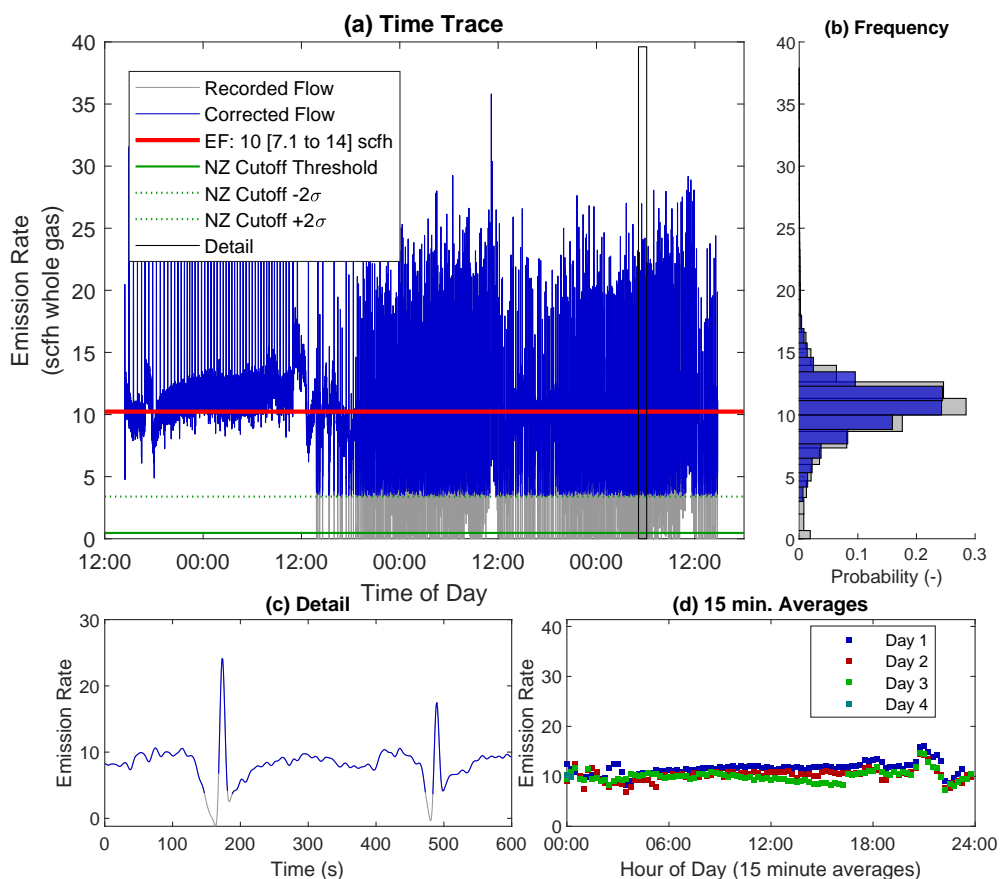 (a) Time Trace
40
35
30
25
20
15
10
5
0
Emission Rate
(scfh whole gas)
Recorded Flow
Corrected Flow
EF: 10 [7.1 to 14] scfh
NZ Cutoff Threshold
NZ Cutoff -2σ
NZ Cutoff +2σ
Detail
12:00 00:00 12:00 00:00 12:00 00:00 12:00
Time of Day
(b) Frequency
40
35
30
25
20
15
10
5
0
0 0.1 0.2 0.3
Probability (-)
(c) Detail
30
20
10
0
Emission Rate
0 100 200 300 400 500 600
Time (s)
(d) 15 min. Averages
40
30
20
10
0
Emission Rate
Day 1
Day 2
Day 3
Day 4
00:00 06:00 12:00 18:00 24:00
Hour of Day (15 minute averages)